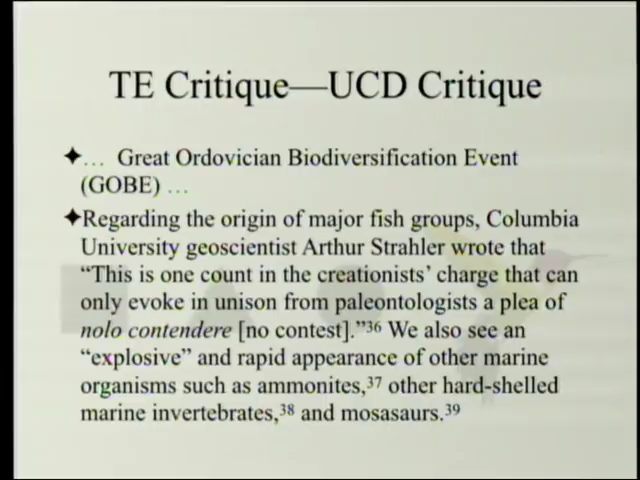 TE Critique—UCD Critique
✦… Great Ordovician Biodiversification Event
(GOBE) …
✦Regarding the origin of major fish groups, Columbia
University geoscientist Arthur Strahler wrote that
“This is one count in the creationists’ charge that can
only evoke in unison from paleontologists a plea of
nolo contendere [no contest].”³⁶ We also see an
“explosive” and rapid appearance of other marine
organisms such as ammonites,³⁷ other hard-shelled
marine invertebrates,³⁸ and mosasaurs.³⁹